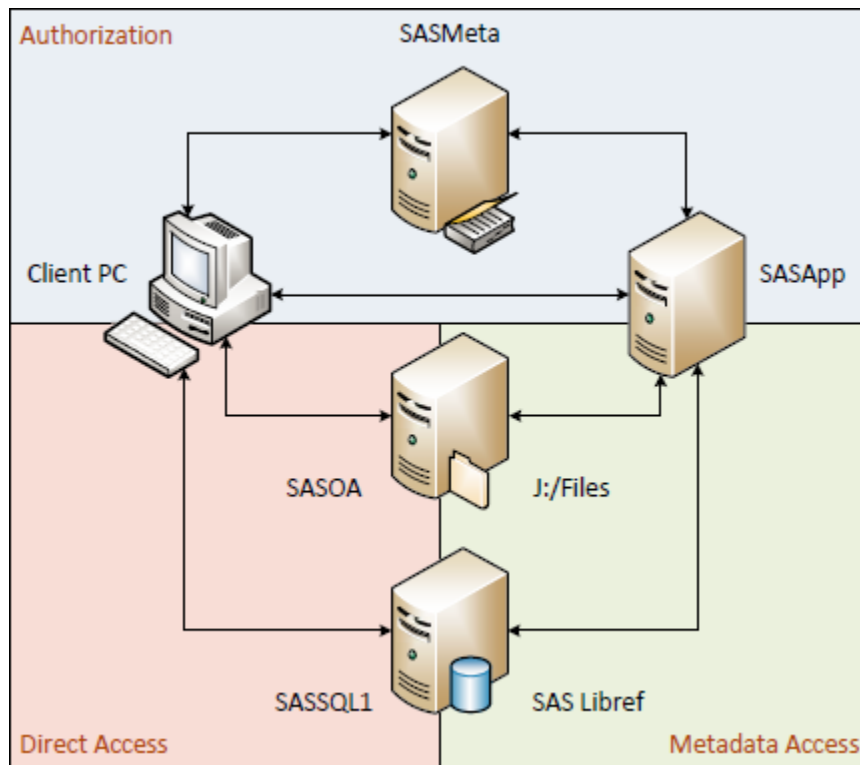 Authorization
SASMeta
Client PC
SASApp
SASOA
J:/Files
SASSQL1
SAS Libref
Direct Access
Metadata Access